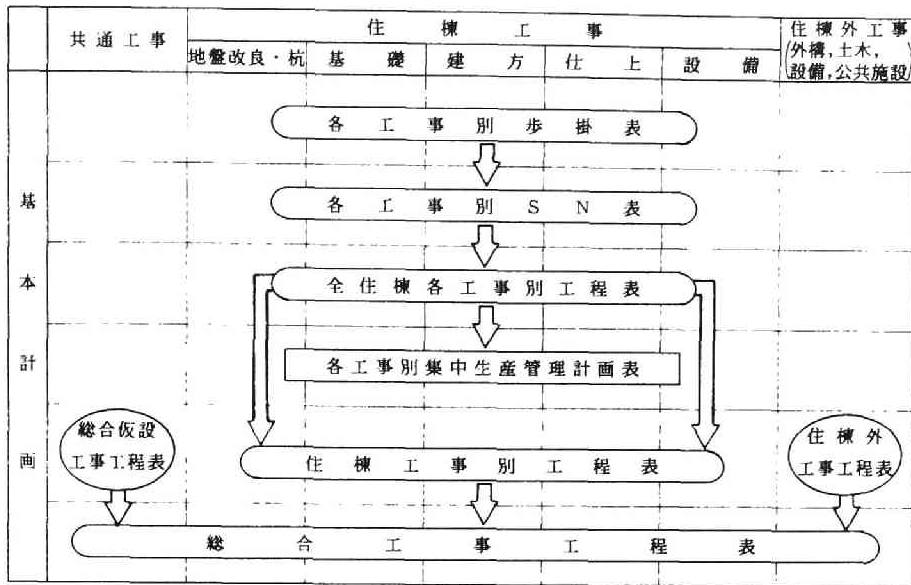 共通工事
住棟工事
住棟外工事
(外構,土木,
設備,公共施設)
地盤改良・杭
基礎
建方
仕上
設備
基本計画
各工事別歩掛表
各工事別SN表
全住棟各工事別工程表
各工事別集中生産管理計画表
総合仮設
工事工程表
住棟工事別工程表
住棟外
工事工程表
総合工事工程表